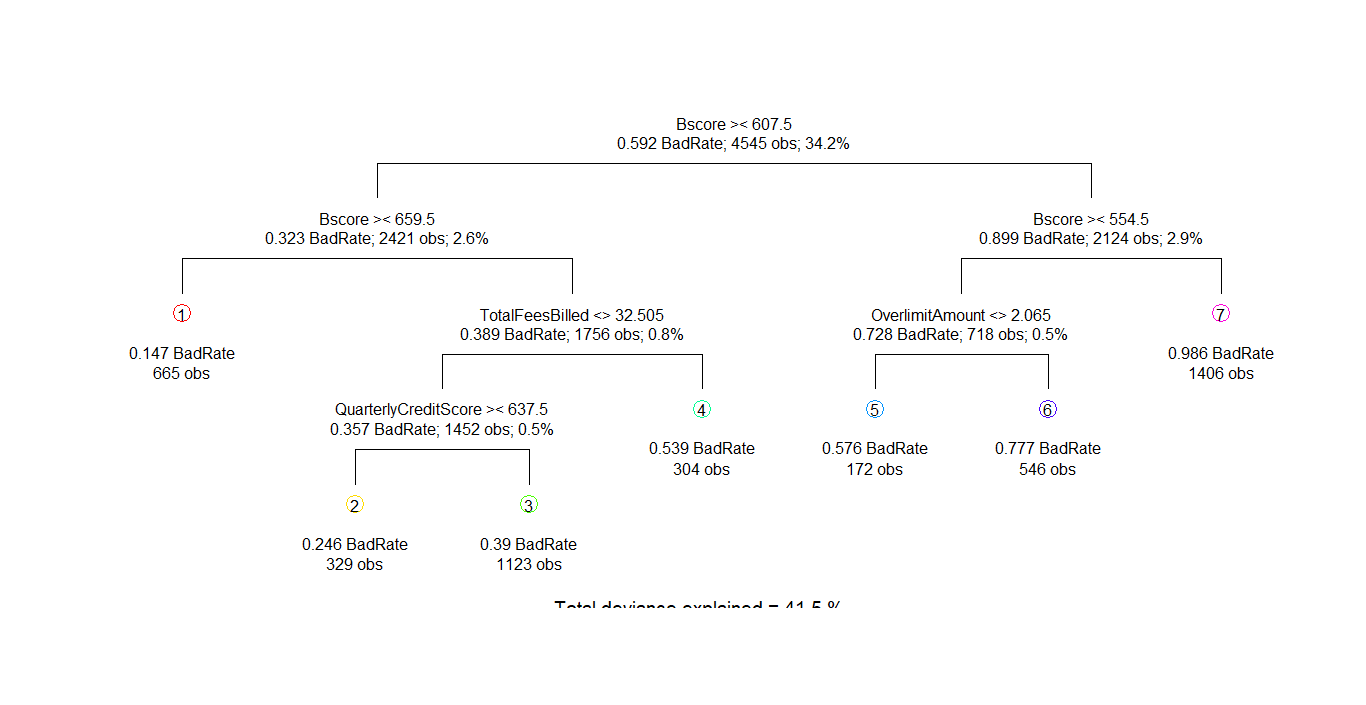 Bscore >< 607.5
0.592 BadRate; 4545 obs; 34.2%
Bscore >< 659.5
0.323 BadRate; 2421 obs; 2.6%
Bscore >< 554.5
0.899 BadRate; 2124 obs; 2.9%
1
0.147 BadRate
665 obs
TotalFeesBilled <> 32.505
0.389 BadRate; 1756 obs; 0.8%
OverlimitAmount <> 2.065
0.728 BadRate; 718 obs; 0.5%
7
0.986 BadRate
1406 obs
QuarterlyCreditScore >< 637.5
0.357 BadRate; 1452 obs; 0.5%
4
0.539 BadRate
304 obs
5
0.576 BadRate
172 obs
6
0.777 BadRate
546 obs
2
0.246 BadRate
329 obs
3
0.39 BadRate
1123 obs
Total deviance explained = 41.5 %